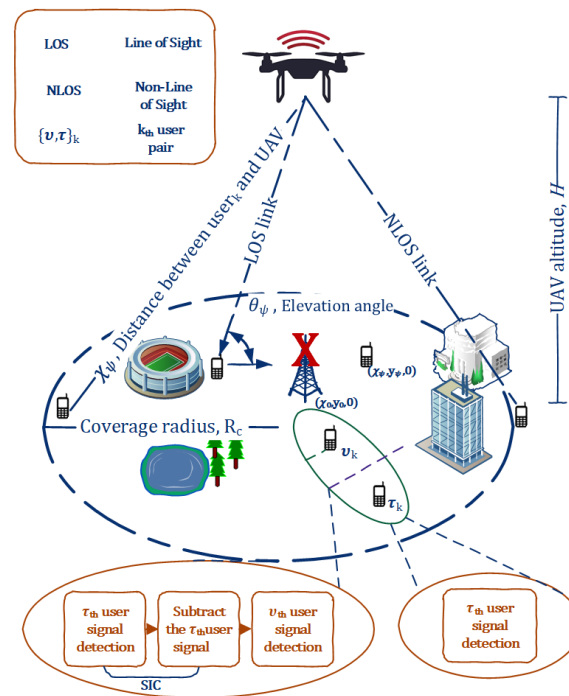 LOS
Line of Sight
NLOS
Non-Line
of Sight
{υ,τ}k
kth user
pair
χψ, Distance between userk and UAV
LOS link
NLOS link
UAV altitude, H
θψ , Elevation angle
X
(χψ,yψ,0)
(χ0,y0,0)
Coverage radius, Rc
υk
τk
τth user
signal
detection
Subtract
the τthuser
signal
υth user
signal
detection
SIC
τth user
signal
detection